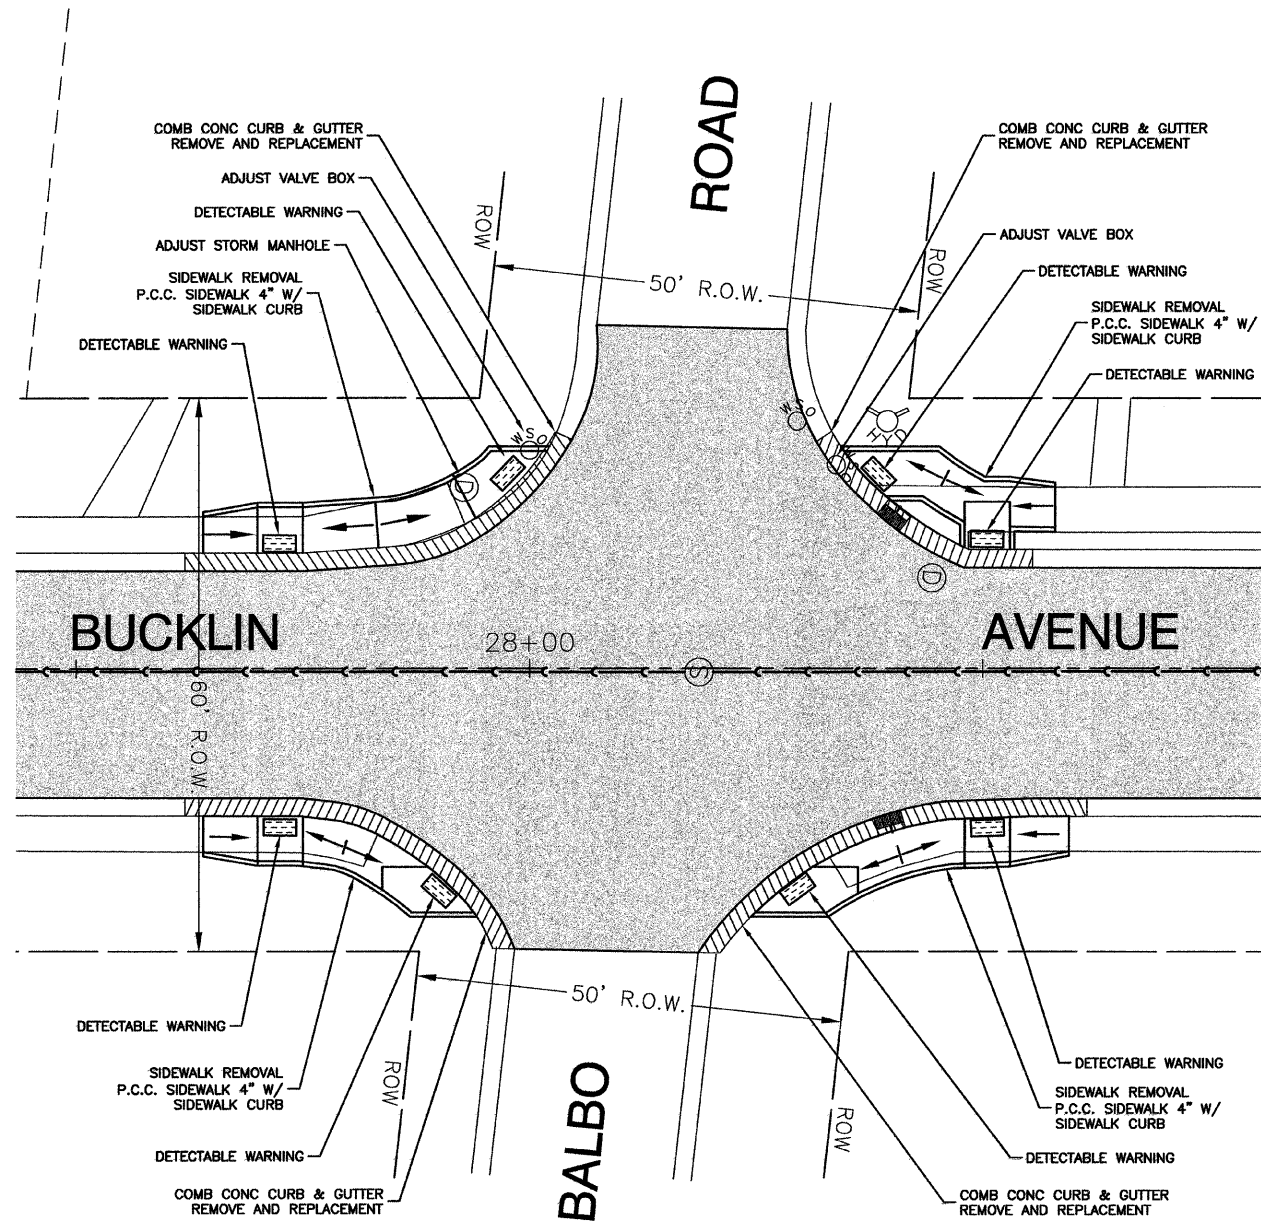 ROAD
COMB CONC CURB & GUTTER
REMOVE AND REPLACEMENT
ADJUST VALVE BOX
DETECTABLE WARNING
ADJUST STORM MANHOLE
SIDEWALK REMOVAL
P.C.C. SIDEWALK 4" W/
SIDEWALK CURB
DETECTABLE WARNING
COMB CONC CURB & GUTTER
REMOVE AND REPLACEMENT
ADJUST VALVE BOX
DETECTABLE WARNING
SIDEWALK REMOVAL
P.C.C. SIDEWALK 4" W/
SIDEWALK CURB
DETECTABLE WARNING
ROW
ROW
50' R.O.W.
WSO
WSO
HYD
D
D
BUCKLIN
28+00
AVENUE
S
60' R.O.W.
50' R.O.W.
ROW
ROW
DETECTABLE WARNING
SIDEWALK REMOVAL
P.C.C. SIDEWALK 4" W/
SIDEWALK CURB
DETECTABLE WARNING
COMB CONC CURB & GUTTER
REMOVE AND REPLACEMENT
BALBO
DETECTABLE WARNING
SIDEWALK REMOVAL
P.C.C. SIDEWALK 4" W/
SIDEWALK CURB
DETECTABLE WARNING
COMB CONC CURB & GUTTER
REMOVE AND REPLACEMENT